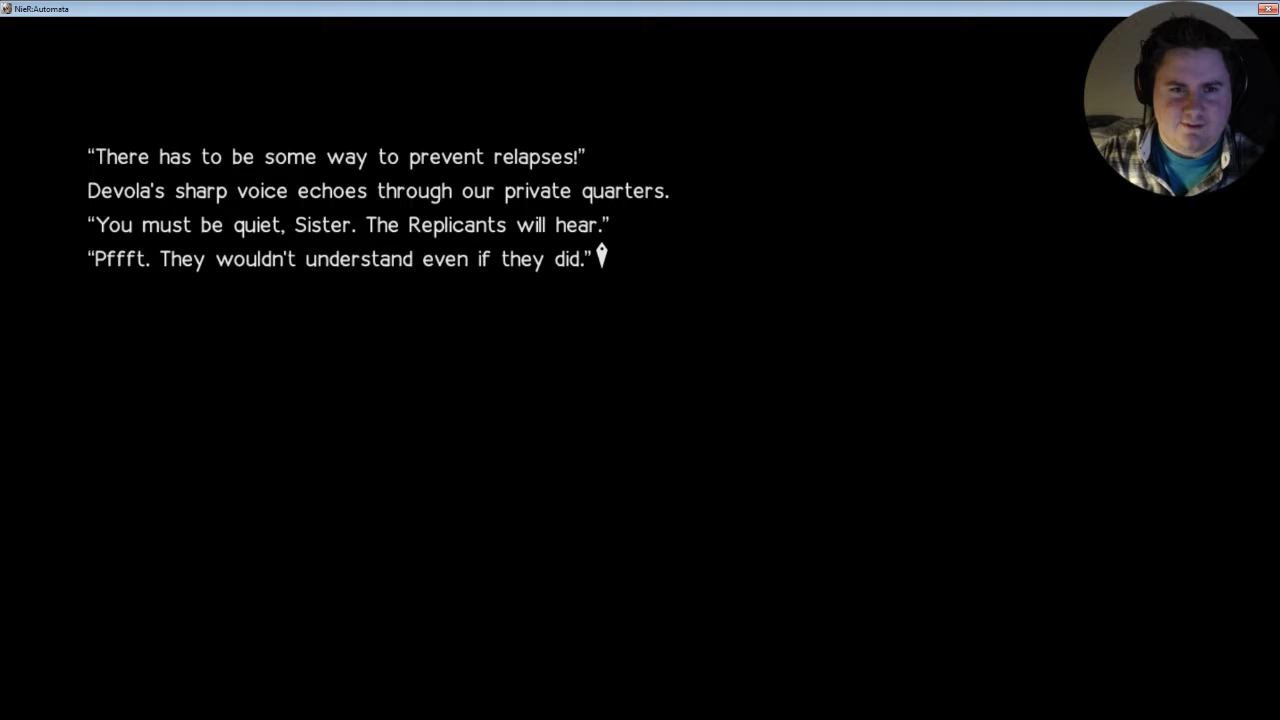 NieR:Automata
“There has to be some way to prevent relapses!”
Devola's sharp voice echoes through our private quarters.
“You must be quiet, Sister. The Replicants will hear.”
“Pffft. They wouldn't understand even if they did.”